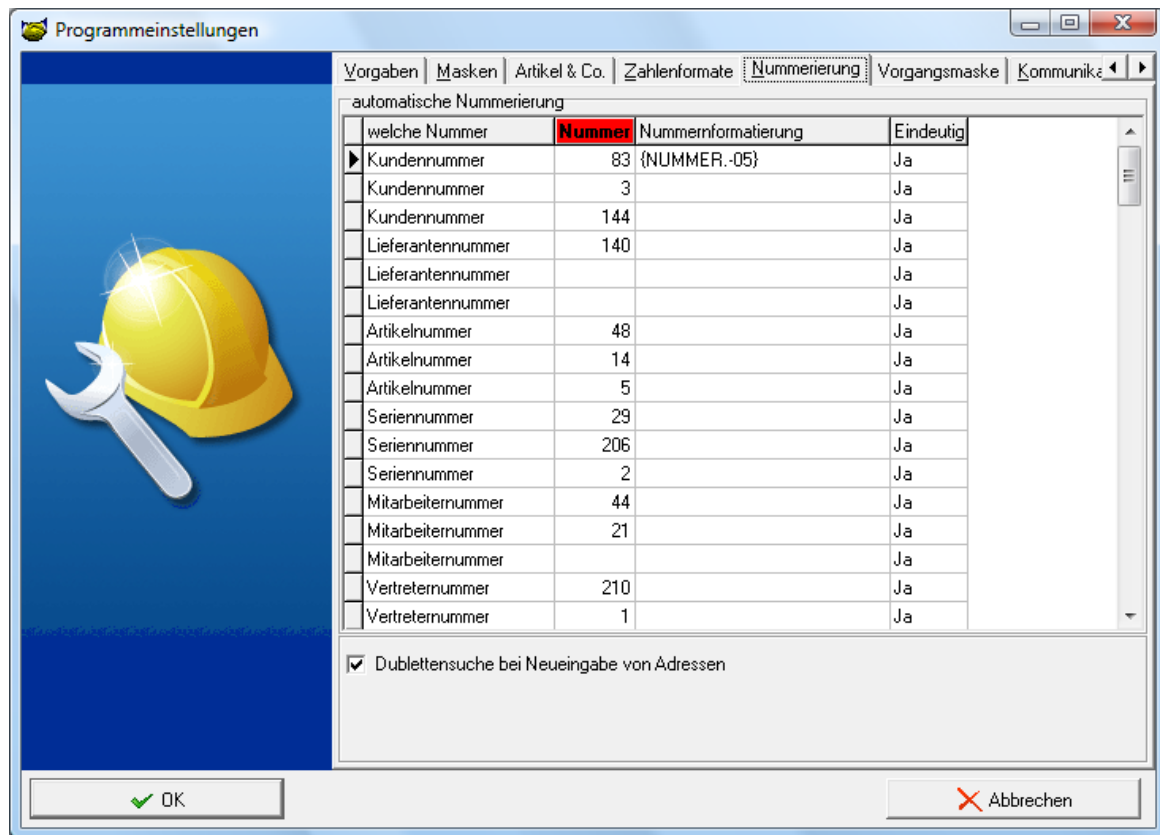 Programmeinstellungen
Vorgaben Masken Artikel & Co. Zahlenformate Nummerierung Vorgangsmaske Kommunika
automatische Nummerierung
welche Nummer Nummer Nummernformatierung Eindeutig
Kundennummer 83 {NUMMER.-05} Ja
Kundennummer 3 Ja
Kundennummer 144 Ja
Lieferantennummer 140 Ja
Lieferantennummer Ja
Lieferantennummer Ja
Artikelnummer 48 Ja
Artikelnummer 14 Ja
Artikelnummer 5 Ja
Seriennummer 29 Ja
Seriennummer 206 Ja
Seriennummer 2 Ja
Mitarbeiternummer 44 Ja
Mitarbeiternummer 21 Ja
Mitarbeiternummer Ja
Vertreternummer 210 Ja
Vertreternummer 1 Ja
Dublettensuche bei Neueingabe von Adressen
OK Abbrechen